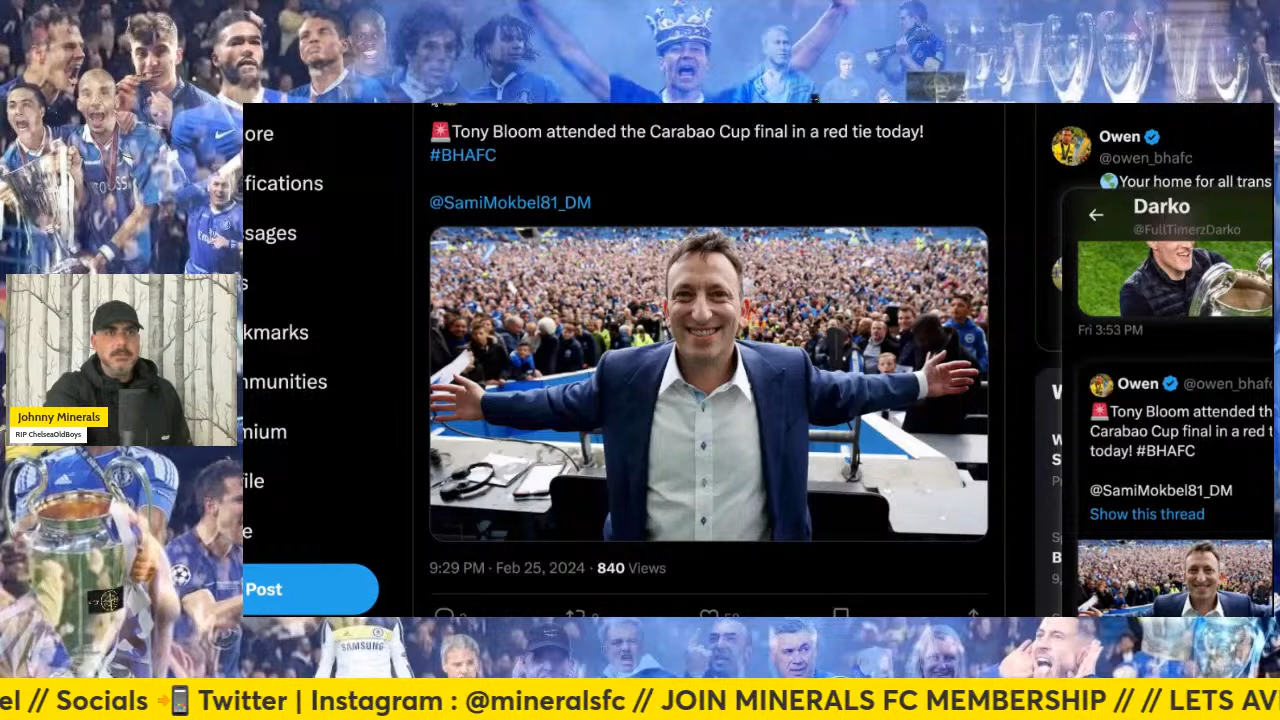 ore
fications
sages
s
kmarks
nmunities
mium
file
e
Post
🚨Tony Bloom attended the Carabao Cup final in a red tie today!
#BHAFC
@SamiMokbel81_DM
9:29 PM · Feb 25, 2024 · 840 Views
Owen
@owen_bhafc
🌎Your home for all trans
Darko
@FullTimerzDarko
Fri 3:53 PM
Owen @owen_bhafc
🚨Tony Bloom attended th
Carabao Cup final in a red t
today! #BHAFC
@SamiMokbel81_DM
Show this thread
Johnny Minerals
RIP ChelseaOldBoys
SAMSUNG
el // Socials 📲 Twitter | Instagram : @mineralsfc // JOIN MINERALS FC MEMBERSHIP // // LETS AV